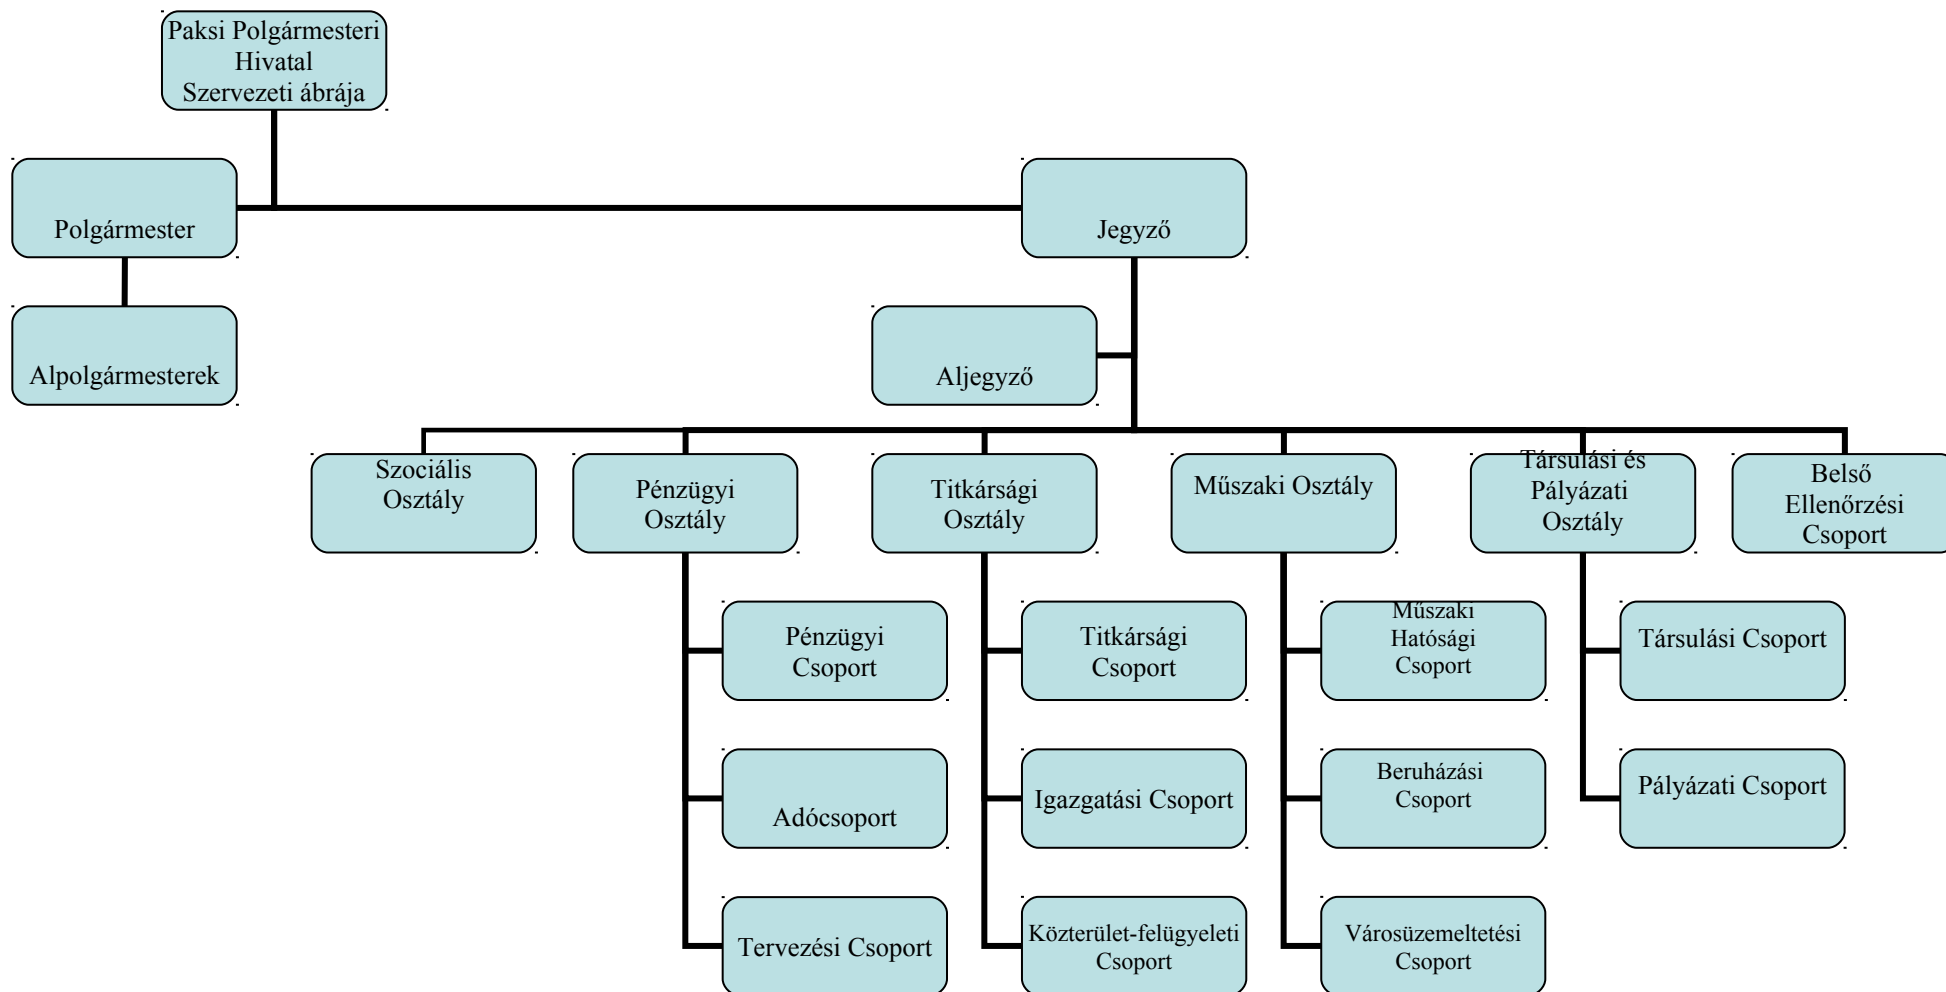 Paksi Polgármesteri
Hivatal
Szervezeti ábrája
Polgármester
Jegyző
Alpolgármesterek
Aljegyző
Szociális
Osztály
Pénzügyi
Osztály
Titkársági
Osztály
Műszaki Osztály
Társulási és
Pályázati
Osztály
Belső
Ellenőrzési
Csoport
Pénzügyi
Csoport
Titkársági
Csoport
Műszaki
Hatósági
Csoport
Társulási Csoport
Adócsoport
Igazgatási Csoport
Beruházási
Csoport
Pályázati Csoport
Tervezési Csoport
Közterület-felügyeleti
Csoport
Városüzemeltetési
Csoport